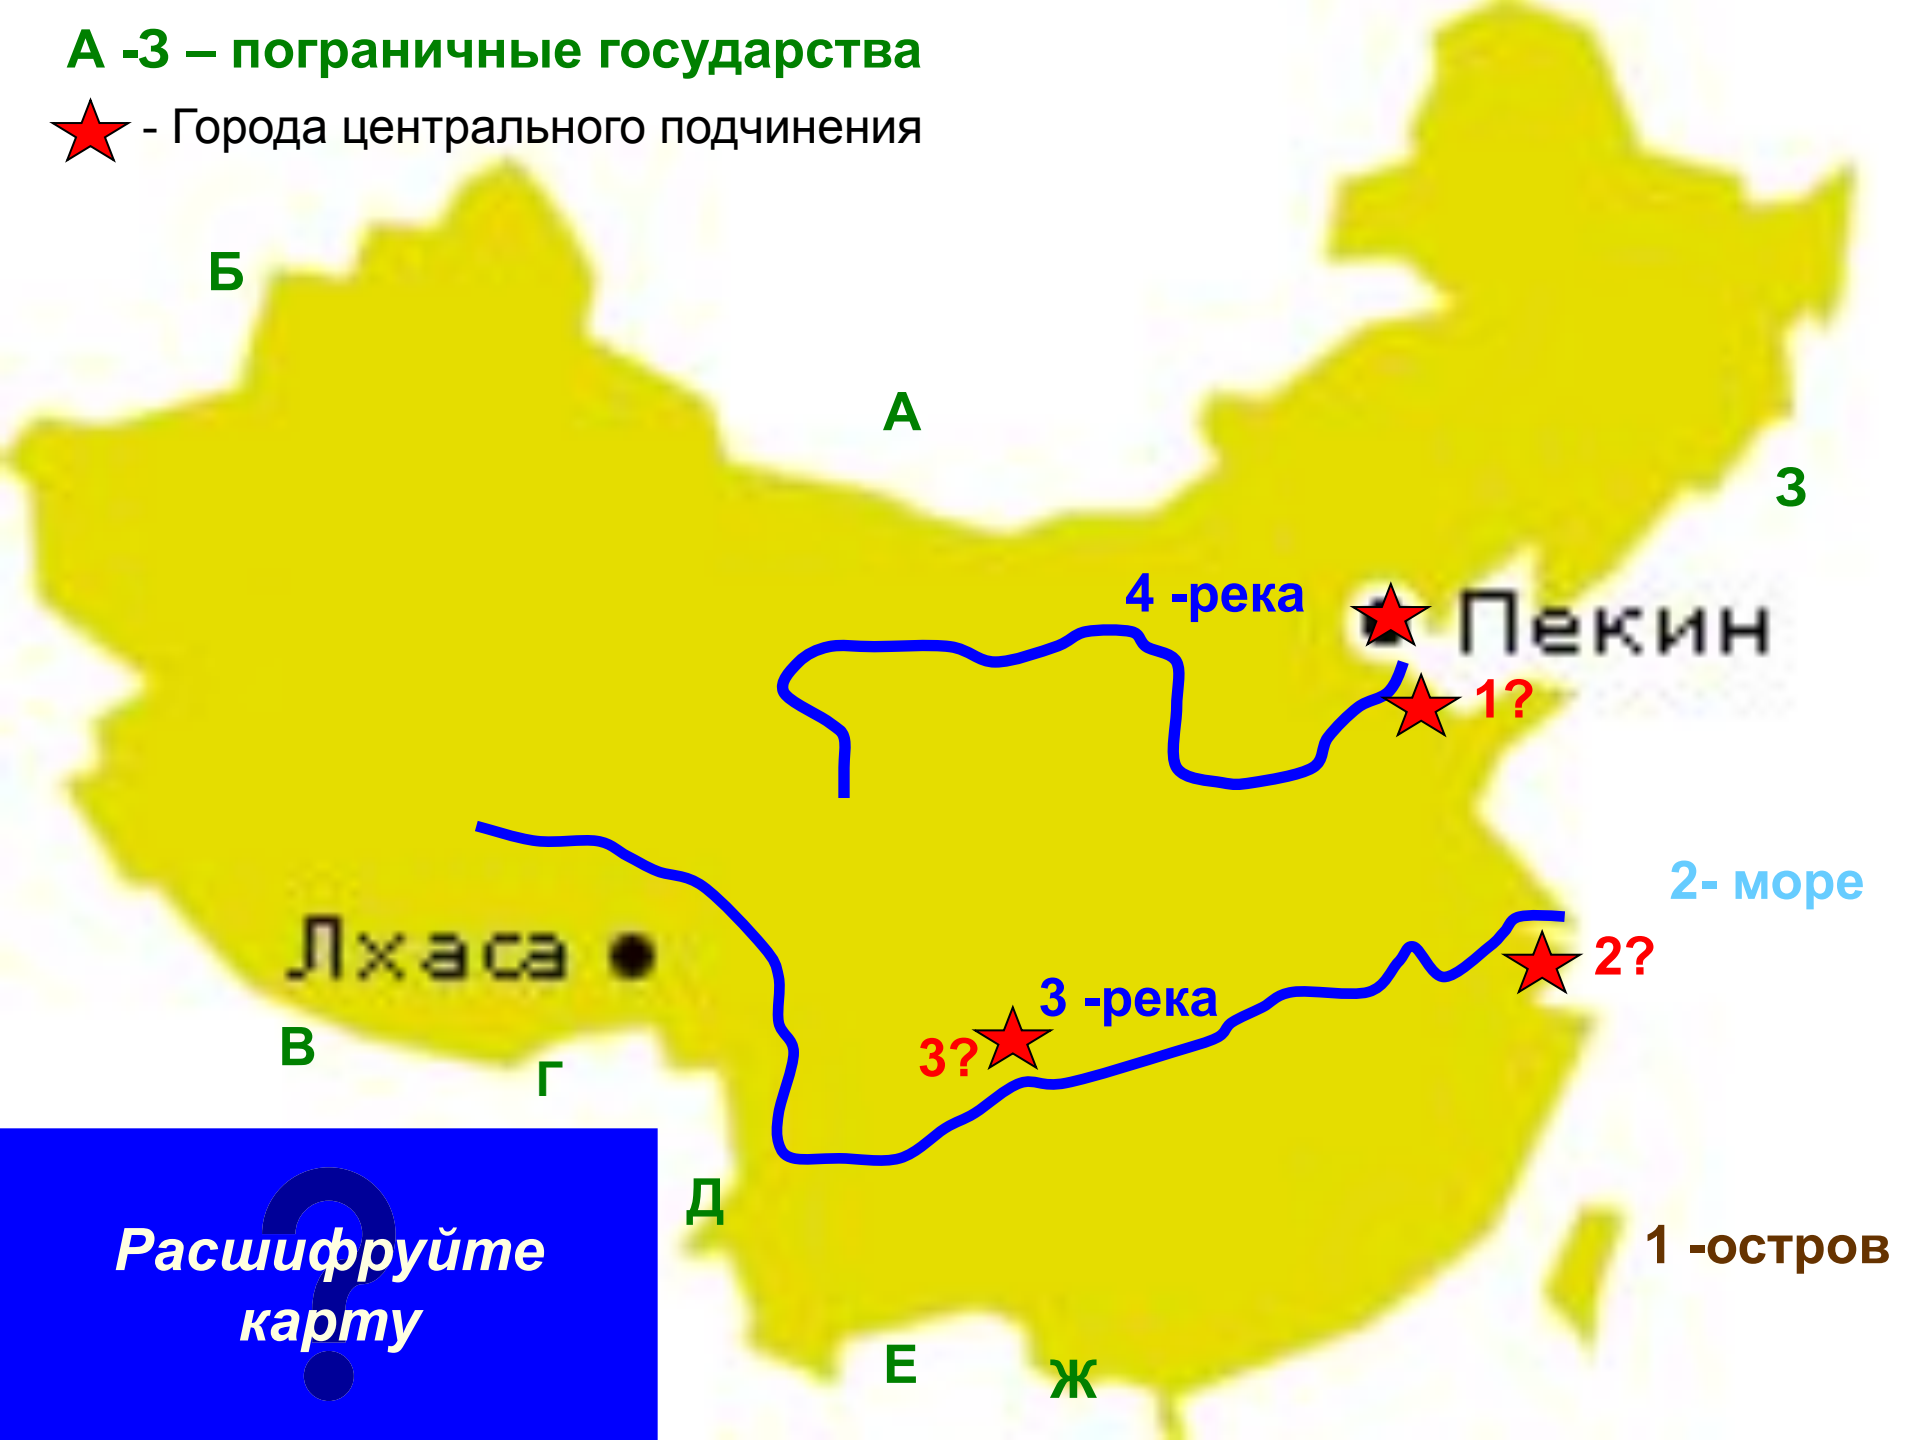 А -З – пограничные государства
- Города центрального подчинения
Б
А
З
4 -река
Пекин
1?
2- море
Лхаса
2?
3 -река
3?
В
Г
Д
Расшифруйте
карту
?
1 -остров
Е
Ж